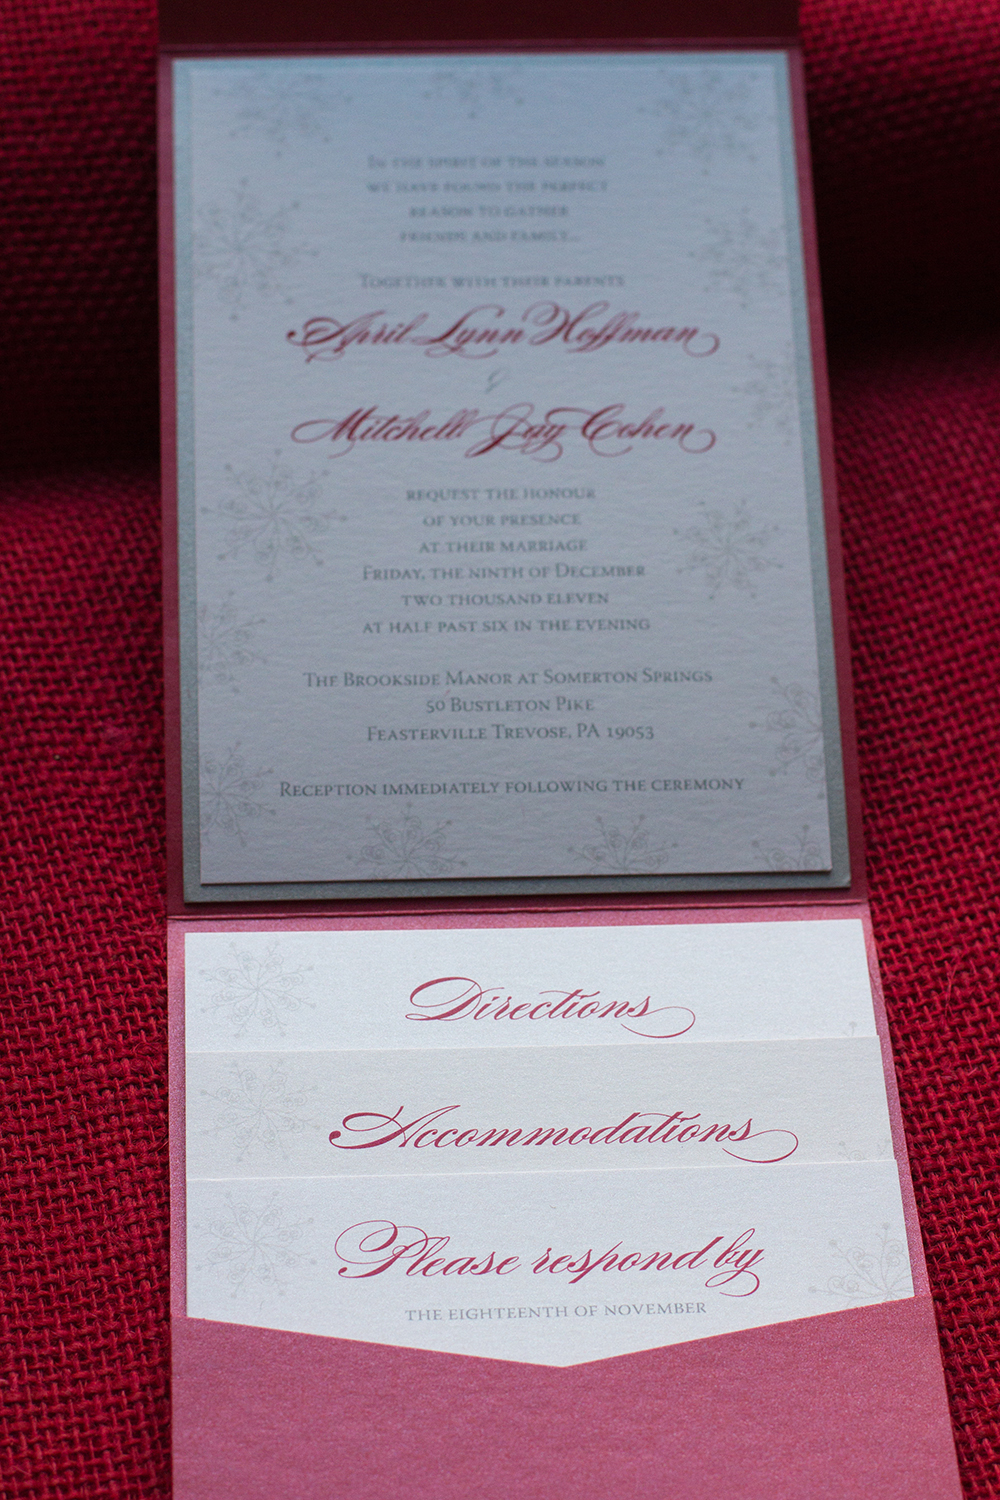 In the spirit of the season
we have found the perfect
reason to gather
friends and family...
Together with their parents
April Lynn Hoffman
&
Mitchell Jay Cohen
request the honour
of your presence
at their marriage
Friday, the ninth of December
two thousand eleven
at half past six in the evening
The Brookside Manor at Somerton Springs
50 Bustleton Pike
Feasterville Trevose, PA 19053
Reception immediately following the ceremony
Directions
Accommodations
Please respond by
the eighteenth of November